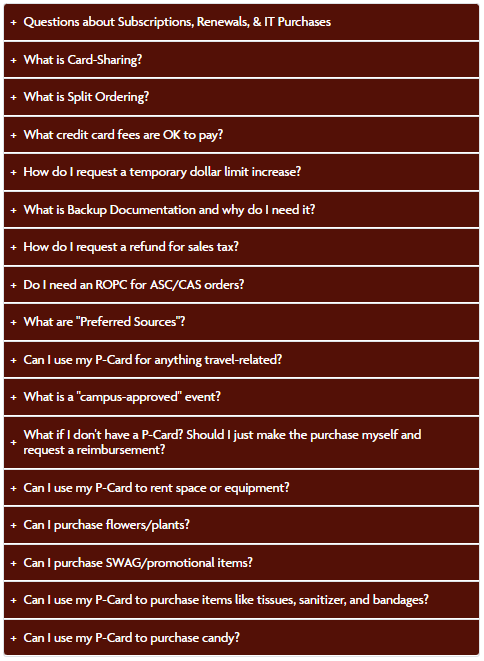 + Questions about Subscriptions, Renewals, & IT Purchases
+ What is Card-Sharing?
+ What is Split Ordering?
+ What credit card fees are OK to pay?
+ How do I request a temporary dollar limit increase?
+ What is Backup Documentation and why do I need it?
+ How do I request a refund for sales tax?
+ Do I need an ROPC for ASC/CAS orders?
+ What are "Preferred Sources"?
+ Can I use my P-Card for anything travel-related?
+ What is a "campus-approved" event?
+ What if I don't have a P-Card? Should I just make the purchase myself and
request a reimbursement?
+ Can I use my P-Card to rent space or equipment?
+ Can I purchase flowers/plants?
+ Can I purchase SWAG/promotional items?
+ Can I use my P-Card to purchase items like tissues, sanitizer, and bandages?
+ Can I use my P-Card to purchase candy?